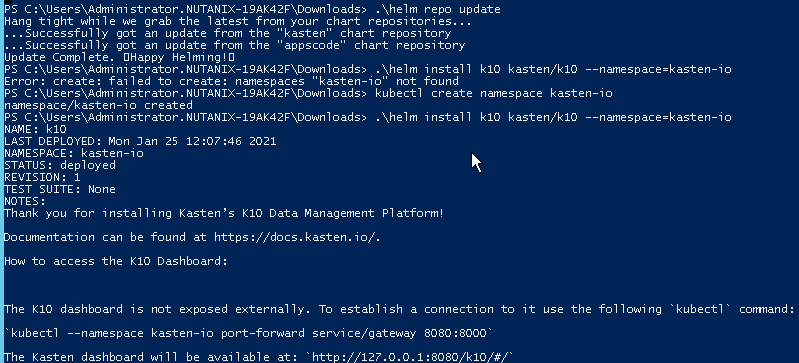 PS C:\Users\Administrator.NUTANIX-19AK42F\Downloads> .\helm repo update
Hang tight while we grab the latest from your chart repositories...
...Successfully got an update from the "kasten" chart repository
...Successfully got an update from the "appscode" chart repository
Update Complete. ⎈Happy Helming!⎈
PS C:\Users\Administrator.NUTANIX-19AK42F\Downloads> .\helm install k10 kasten/k10 --namespace=kasten-io
Error: create: failed to create: namespaces "kasten-io" not found
PS C:\Users\Administrator.NUTANIX-19AK42F\Downloads> kubectl create namespace kasten-io
namespace/kasten-io created
PS C:\Users\Administrator.NUTANIX-19AK42F\Downloads> .\helm install k10 kasten/k10 --namespace=kasten-io
NAME: k10
LAST DEPLOYED: Mon Jan 25 12:07:46 2021
NAMESPACE: kasten-io
STATUS: deployed
REVISION: 1
TEST SUITE: None
NOTES:
Thank you for installing Kasten’s K10 Data Management Platform!
Documentation can be found at https://docs.kasten.io/.
How to access the K10 Dashboard:
The K10 dashboard is not exposed externally. To establish a connection to it use the following `kubectl` command:
`kubectl --namespace kasten-io port-forward service/gateway 8080:8000`
The Kasten dashboard will be available at: `http://127.0.0.1:8080/k10/#/`